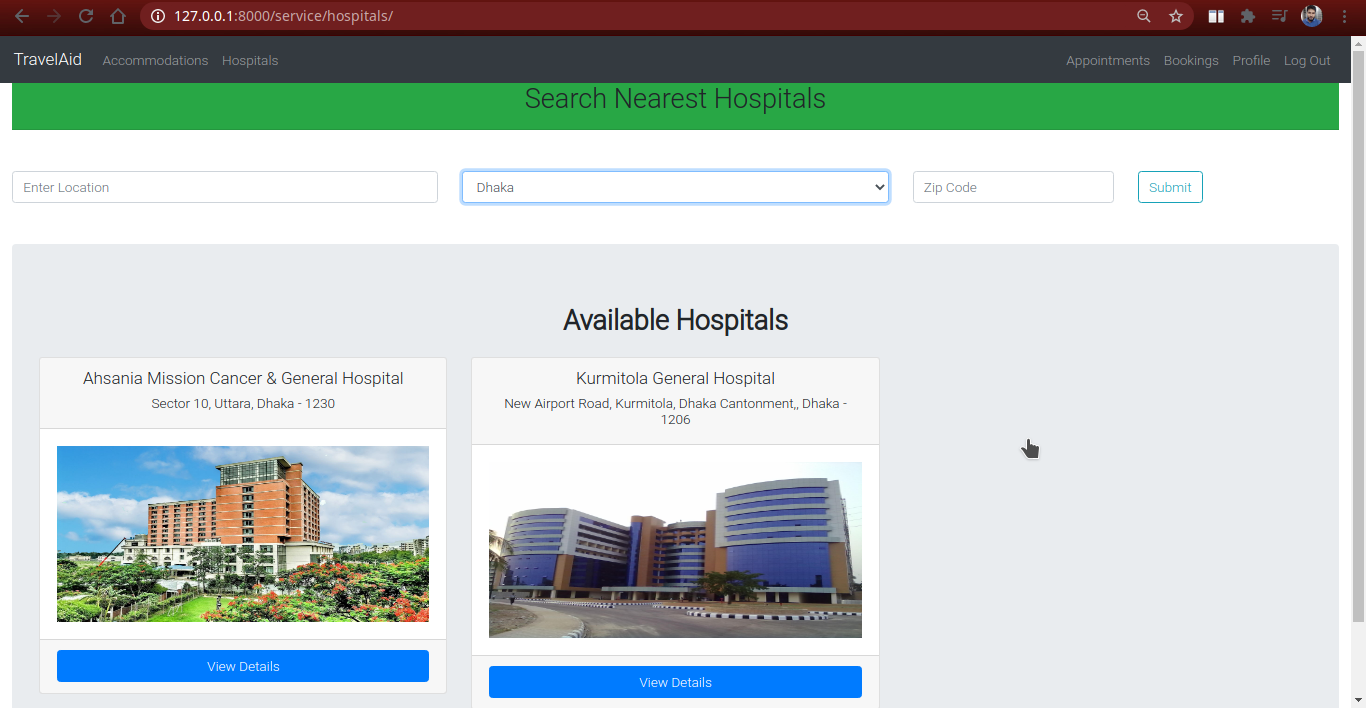 127.0.0.1:8000/service/hospitals/
TravelAid Accommodations Hospitals Appointments Bookings Profile Log Out
Search Nearest Hospitals
Enter Location Dhaka Zip Code Submit
Available Hospitals
Ahsania Mission Cancer & General Hospital
Sector 10, Uttara, Dhaka - 1230
View Details
Kurmitola General Hospital
New Airport Road, Kurmitola, Dhaka Cantonment,, Dhaka -
1206
View Details